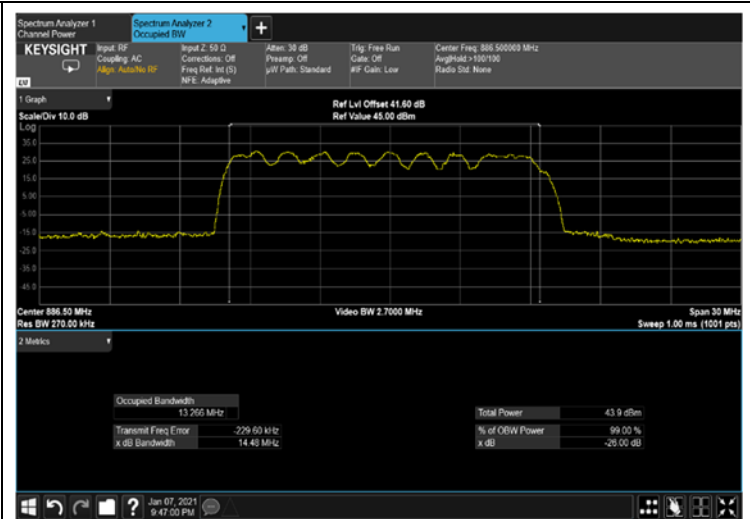 Spectrum Analyzer 1
Channel Power
Spectrum Analyzer 2
Occupied BW
+
KEYSIGHT
Input: RF
Coupling: AC
Align: Auto/No RF
Input Z: 50 Ω
Corrections: Off
Freq Ref: Int (S)
NFE: Adaptive
Atten: 30 dB
Preamp: Off
µW Path: Standard
Trig: Free Run
Gate: Off
#IF Gain: Low
Center Freq: 886.500000 MHz
Avg|Hold:>100/100
Radio Std: None
1 Graph
Scale/Div 10.0 dB
Ref Lvl Offset 41.60 dB
Ref Value 45.00 dBm
Log
35.0
25.0
15.0
5.00
-5.00
-15.0
-25.0
-35.0
-45.0
Center 886.50 MHz
Res BW 270.00 kHz
Video BW 2.7000 MHz
Span 30 MHz
Sweep 1.00 ms (1001 pts)
2 Metrics
Occupied Bandwidth
13.266 MHz
Transmit Freq Error -229.60 kHz
x dB Bandwidth 14.48 MHz
Total Power 43.9 dBm
% of OBW Power 99.00 %
x dB -26.00 dB
?
Jan 07, 2021
9:47:00 PM